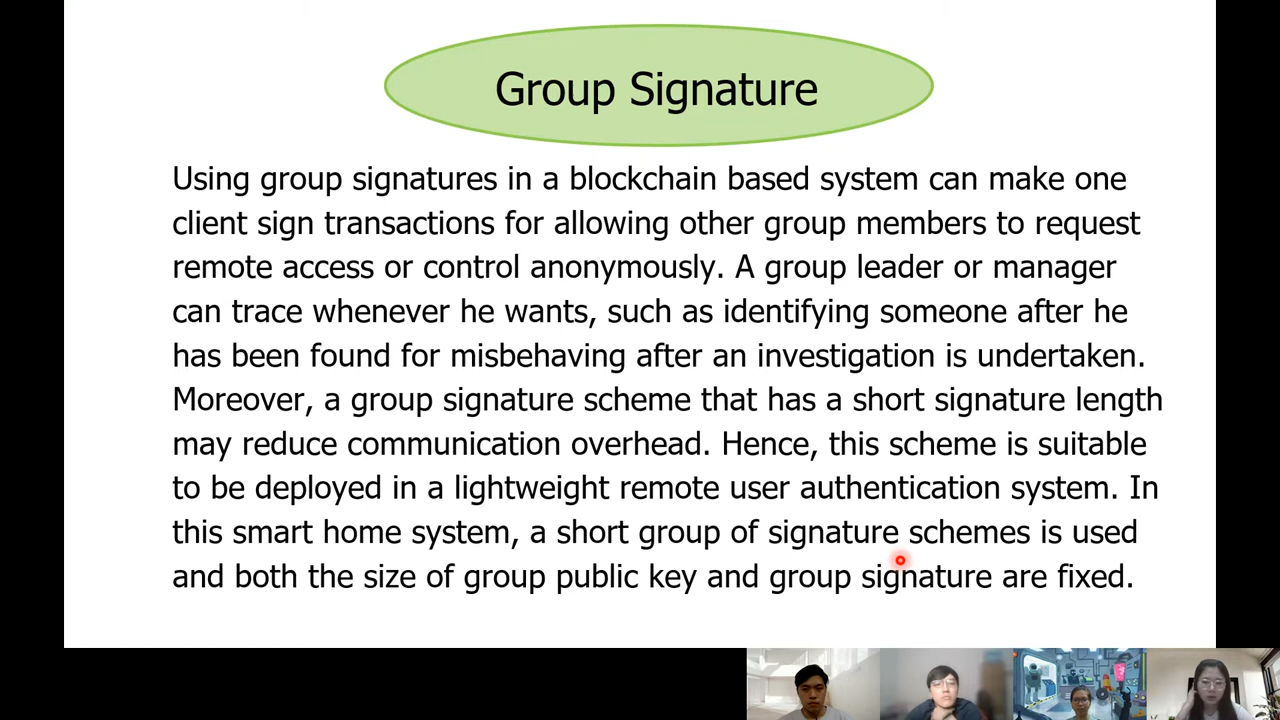 Group Signature
Using group signatures in a blockchain based system can make one
client sign transactions for allowing other group members to request
remote access or control anonymously. A group leader or manager
can trace whenever he wants, such as identifying someone after he
has been found for misbehaving after an investigation is undertaken.
Moreover, a group signature scheme that has a short signature length
may reduce communication overhead. Hence, this scheme is suitable
to be deployed in a lightweight remote user authentication system. In
this smart home system, a short group of signature schemes is used
and both the size of group public key and group signature are fixed.